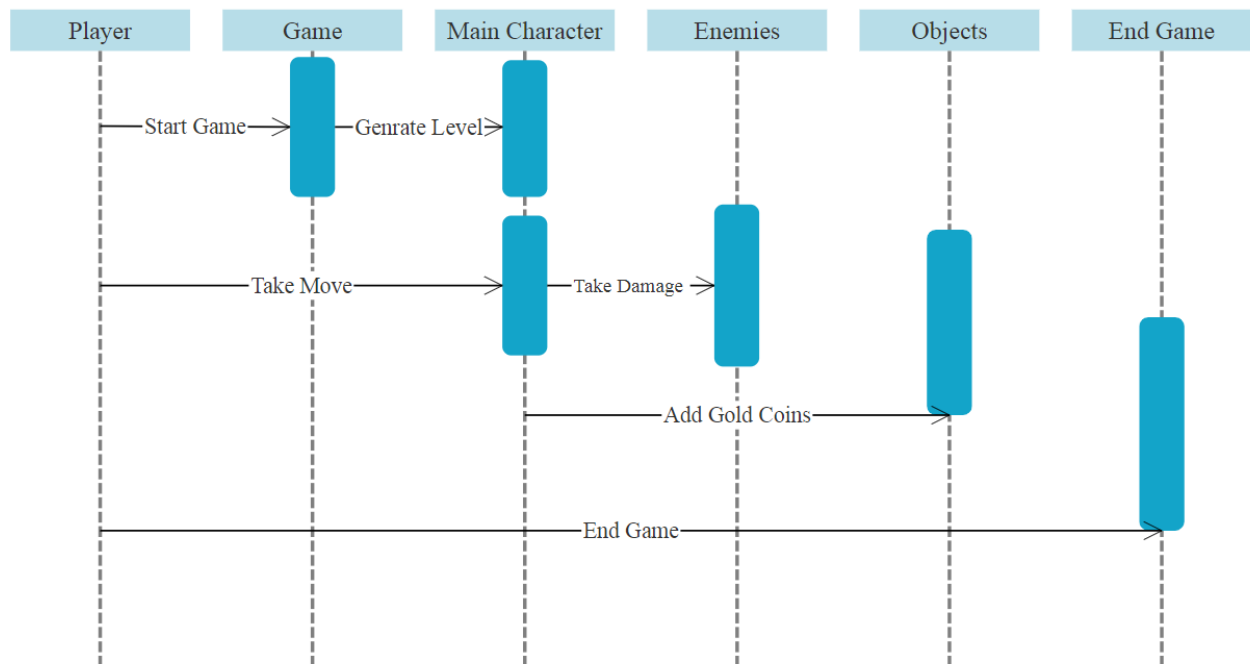 Player
Game
Main Character
Enemies
Objects
End Game
Start Game
Genrate Level
Take Move
Take Damage
Add Gold Coins
End Game